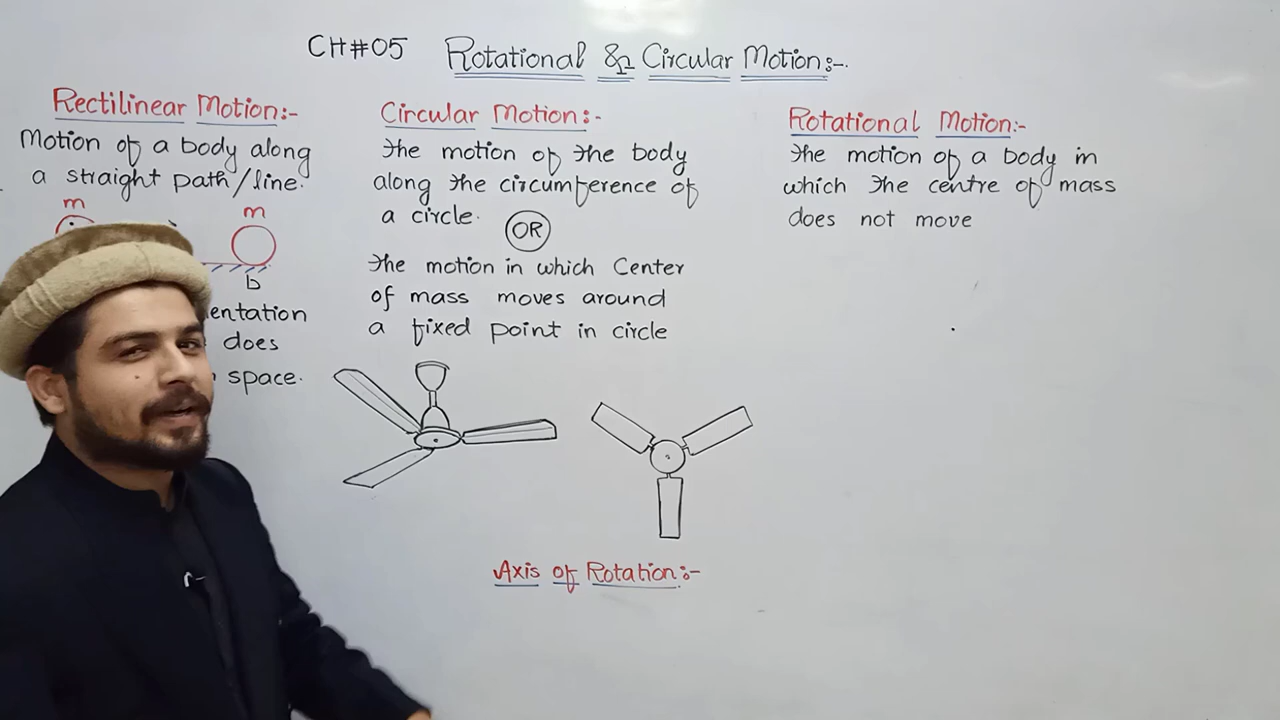 CH#05 Rotational & Circular Motion:-.
Rectilinear Motion:-
Motion of a body along
a straight path/line.
m
m
b
does
space.
Circular Motion:-
The motion of the body
along the circumference of
a circle.
OR
The motion in which Center
of mass moves around
a fixed point in circle
Rotational Motion:-
The motion of a body in
which the centre of mass
does not move
Axis of Rotation:-